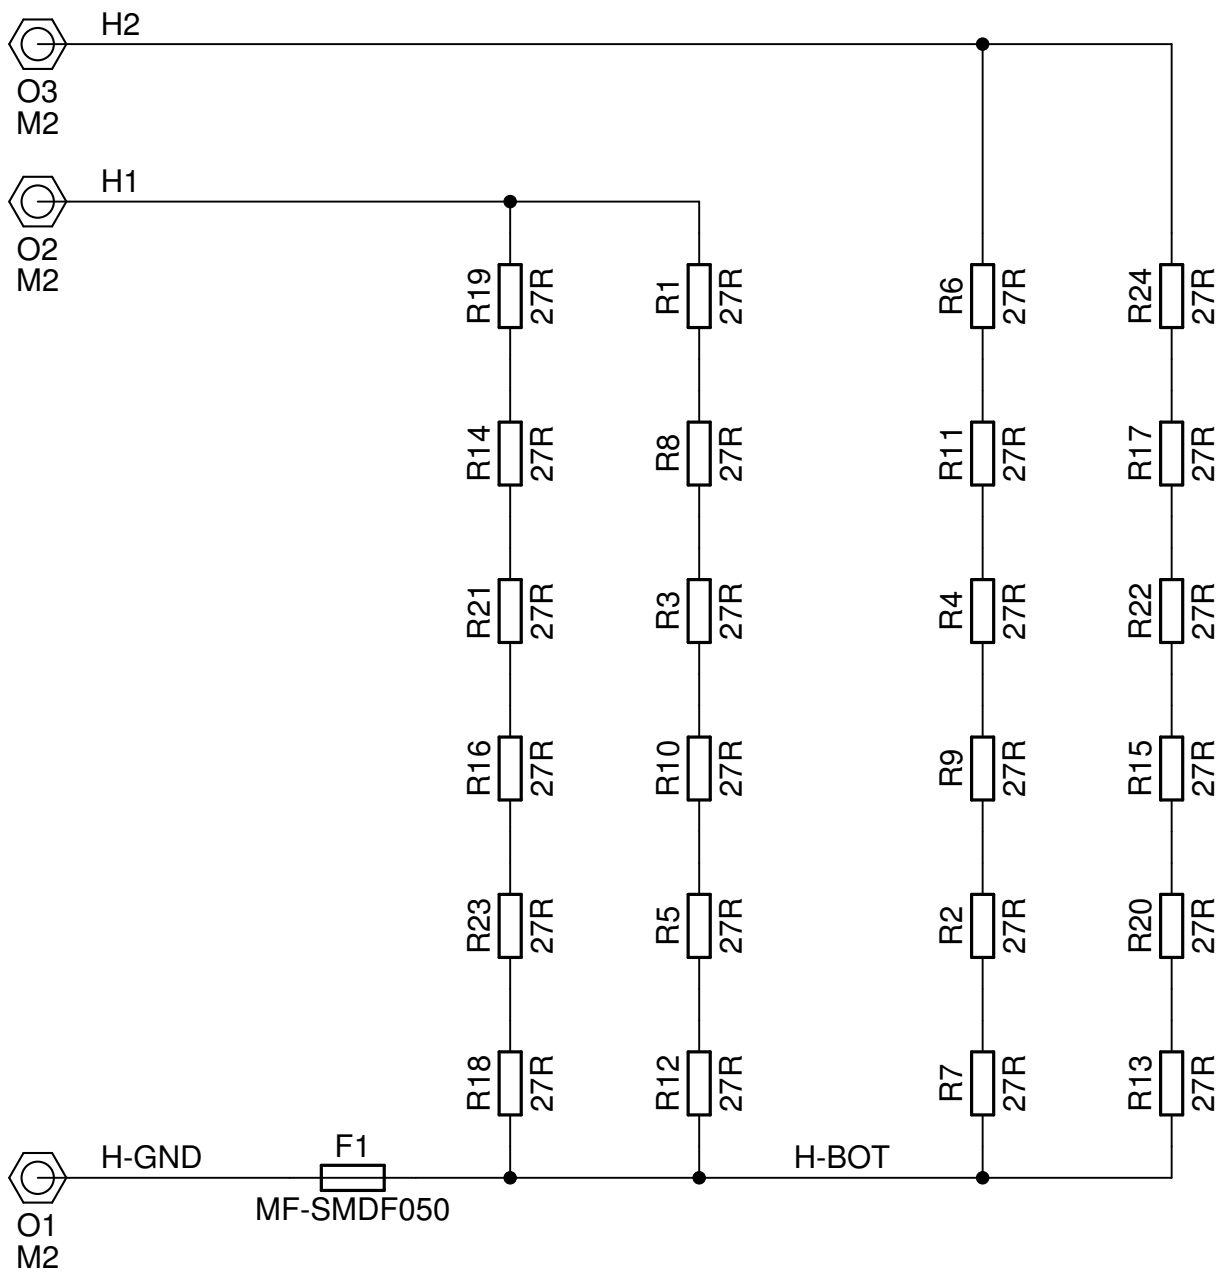 H2
O3
M2
H1
O2
M2
R19 27R
R1 27R
R6 27R
R24 27R
R14 27R
R8 27R
R11 27R
R17 27R
R21 27R
R3 27R
R4 27R
R22 27R
R16 27R
R10 27R
R9 27R
R15 27R
R23 27R
R5 27R
R2 27R
R20 27R
R18 27R
R12 27R
R7 27R
R13 27R
H-GND
F1
H-BOT
MF-SMDF050
O1
M2